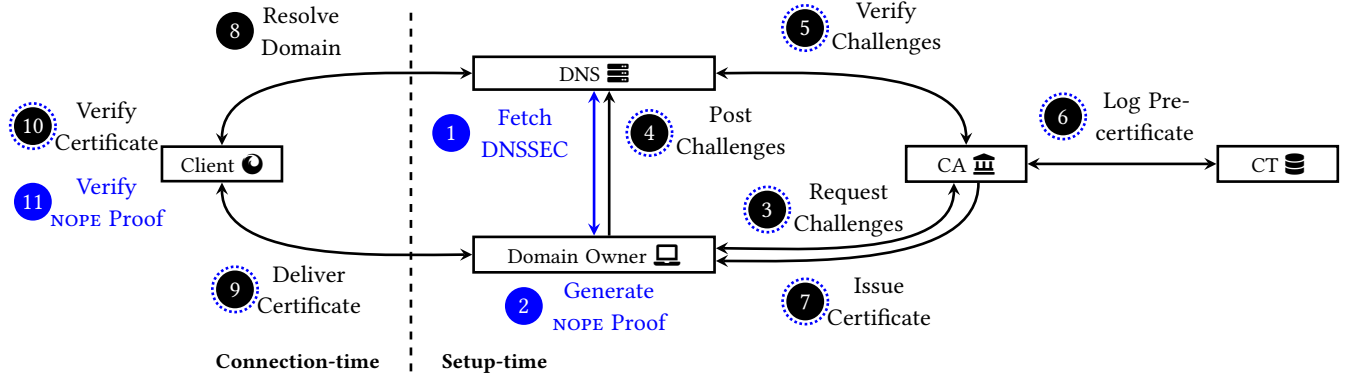 8 Resolve
Domain
5 Verify
Challenges
DNS
10 Verify
Certificate
1 Fetch
DNSSEC
4 Post
Challenges
6 Log Pre-
certificate
Client
CA
CT
11 Verify
NOPE Proof
3 Request
Challenges
Domain Owner
9 Deliver
Certificate
2 Generate
NOPE Proof
7 Issue
Certificate
Connection-time
Setup-time